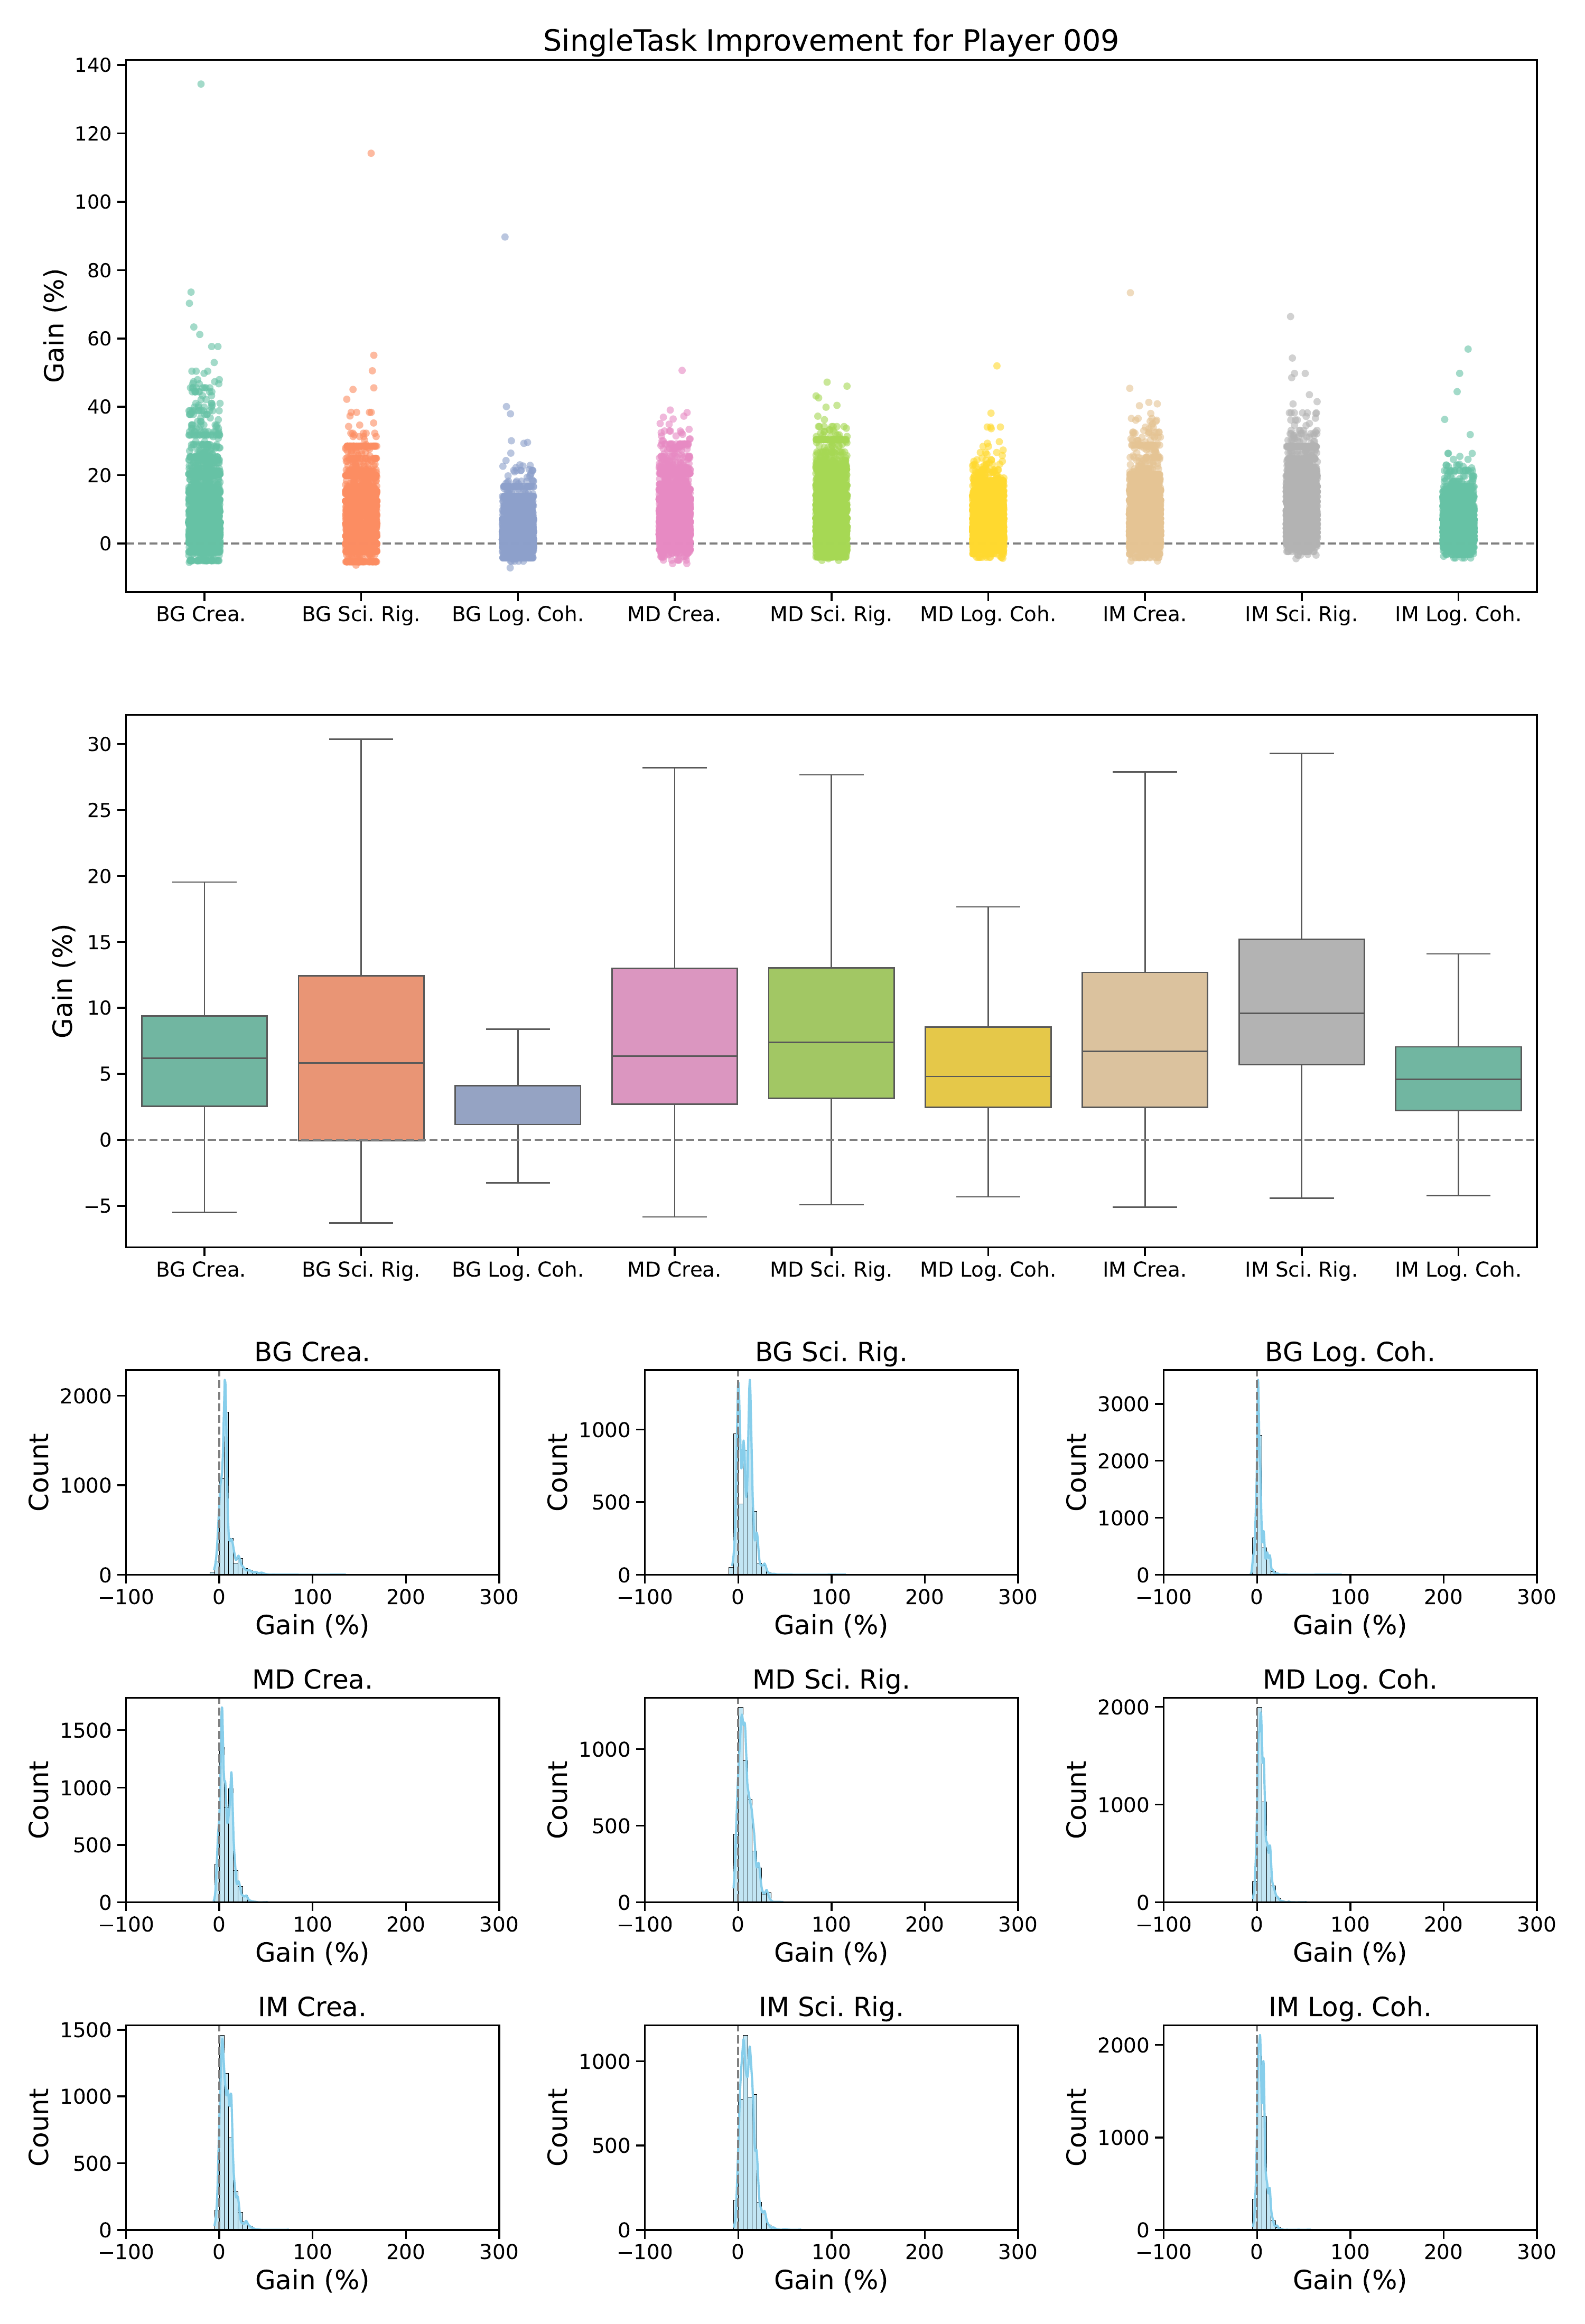 SingleTask Improvement for Player 009
Gain (%)
140
120
100
80
60
40
20
0
BG Crea. BG Sci. Rig. BG Log. Coh. MD Crea. MD Sci. Rig. MD Log. Coh. IM Crea. IM Sci. Rig. IM Log. Coh.
Gain (%)
30
25
20
15
10
5
0
−5
BG Crea. BG Sci. Rig. BG Log. Coh. MD Crea. MD Sci. Rig. MD Log. Coh. IM Crea. IM Sci. Rig. IM Log. Coh.
BG Crea.
Count
2000
1000
0
−100 0 100 200 300
Gain (%)
BG Sci. Rig.
Count
1000
500
0
−100 0 100 200 300
Gain (%)
BG Log. Coh.
Count
3000
2000
1000
0
−100 0 100 200 300
Gain (%)
MD Crea.
Count
1500
1000
500
0
−100 0 100 200 300
Gain (%)
MD Sci. Rig.
Count
1000
500
0
−100 0 100 200 300
Gain (%)
MD Log. Coh.
Count
2000
1000
0
−100 0 100 200 300
Gain (%)
IM Crea.
Count
1500
1000
500
0
−100 0 100 200 300
Gain (%)
IM Sci. Rig.
Count
1000
500
0
−100 0 100 200 300
Gain (%)
IM Log. Coh.
Count
2000
1000
0
−100 0 100 200 300
Gain (%)